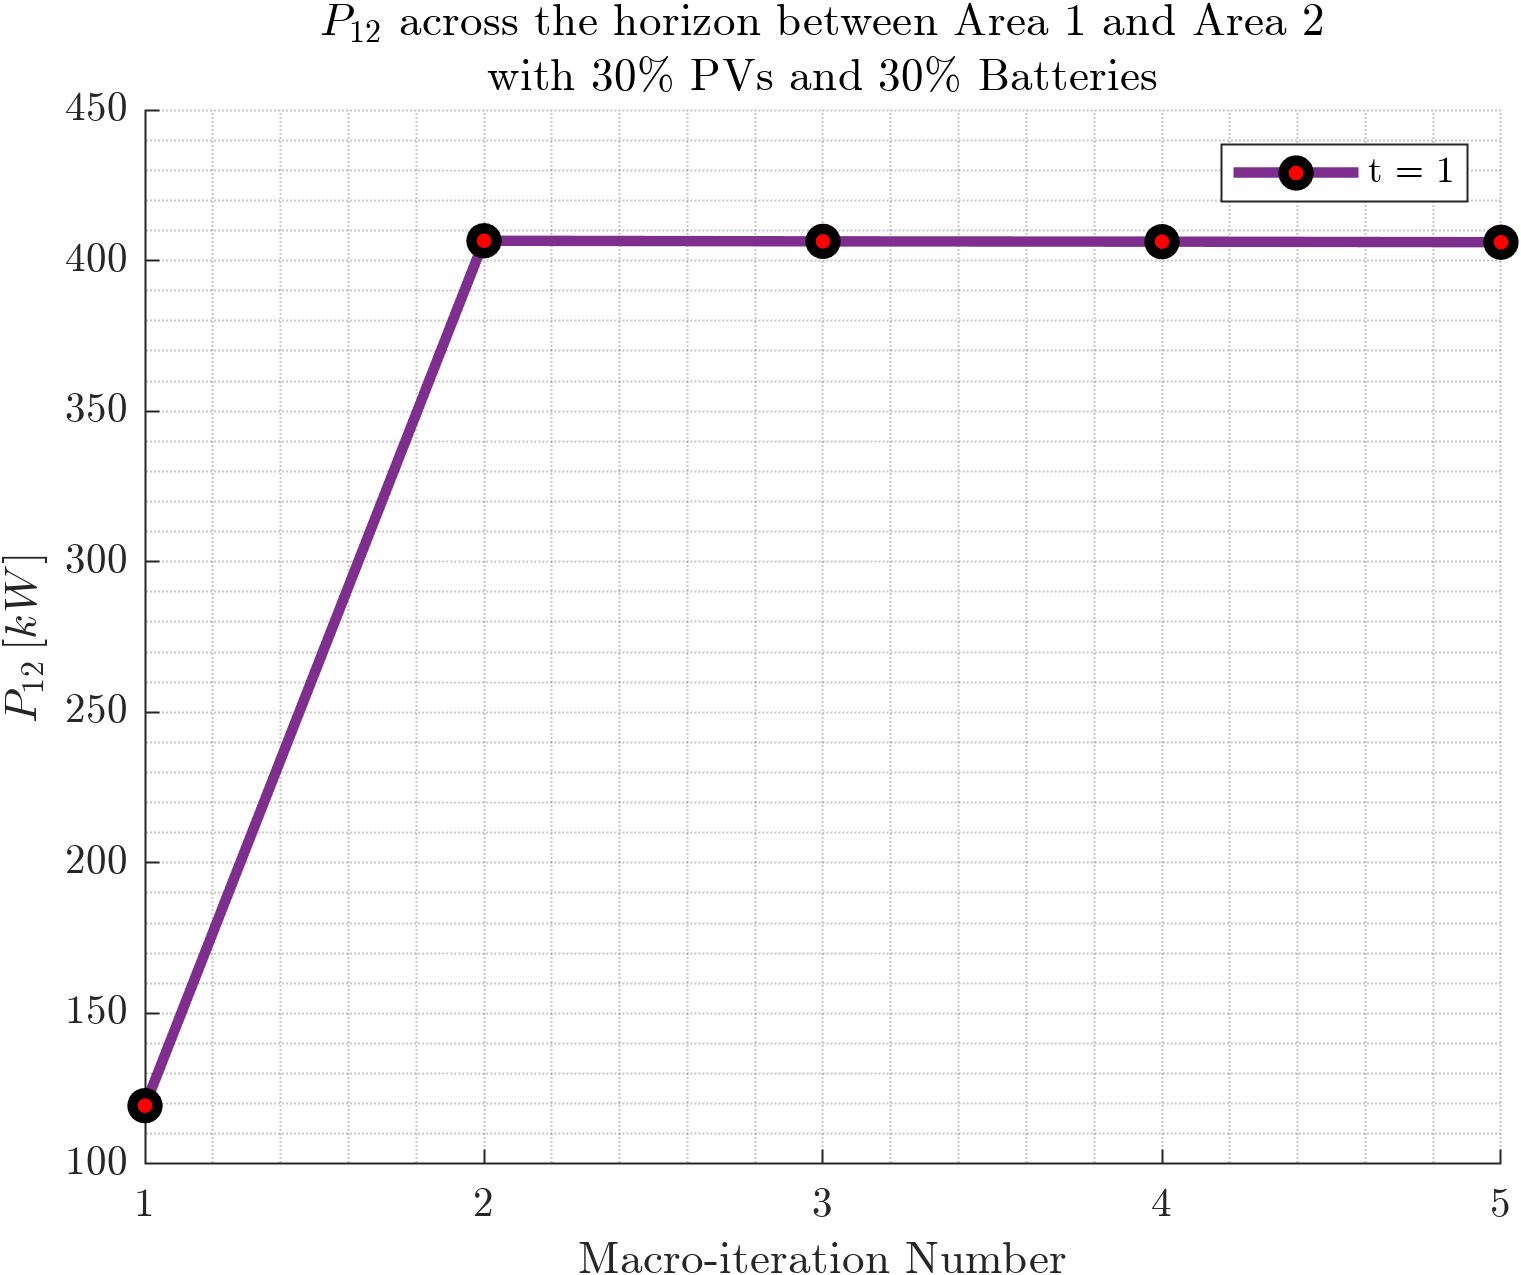 P₁₂ across the horizon between Area 1 and Area 2
with 30% PVs and 30% Batteries
t = 1
P₁₂ [kW]
450
400
350
300
250
200
150
100
1 2 3 4 5
Macro-iteration Number